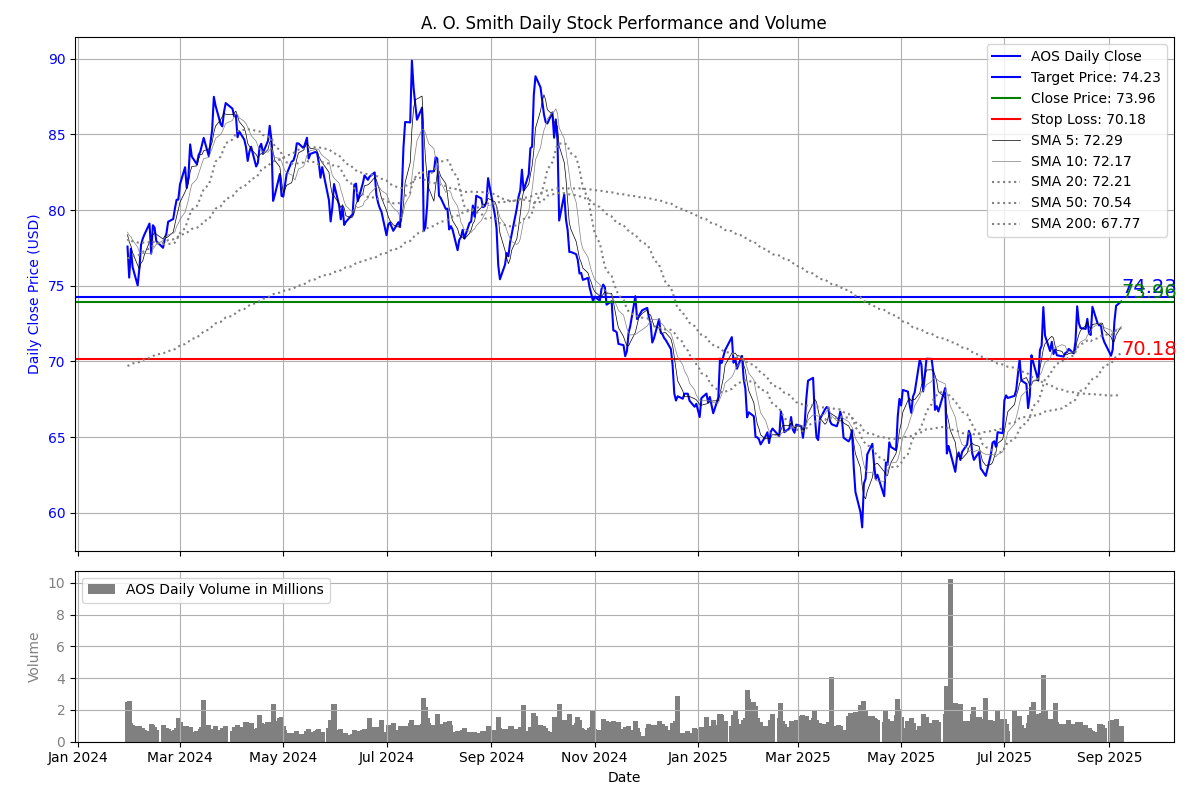 A. O. Smith Daily Stock Performance and Volume
Daily Close Price (USD)
90
85
80
75
70
65
60
AOS Daily Close
Target Price: 74.23
Close Price: 73.96
Stop Loss: 70.18
SMA 5: 72.29
SMA 10: 72.17
SMA 20: 72.21
SMA 50: 70.54
SMA 200: 67.77
74.23
73.96
70.18
Volume
10
8
6
4
2
0
AOS Daily Volume in Millions
Jan 2024 Mar 2024 May 2024 Jul 2024 Sep 2024 Nov 2024 Jan 2025 Mar 2025 May 2025 Jul 2025 Sep 2025
Date